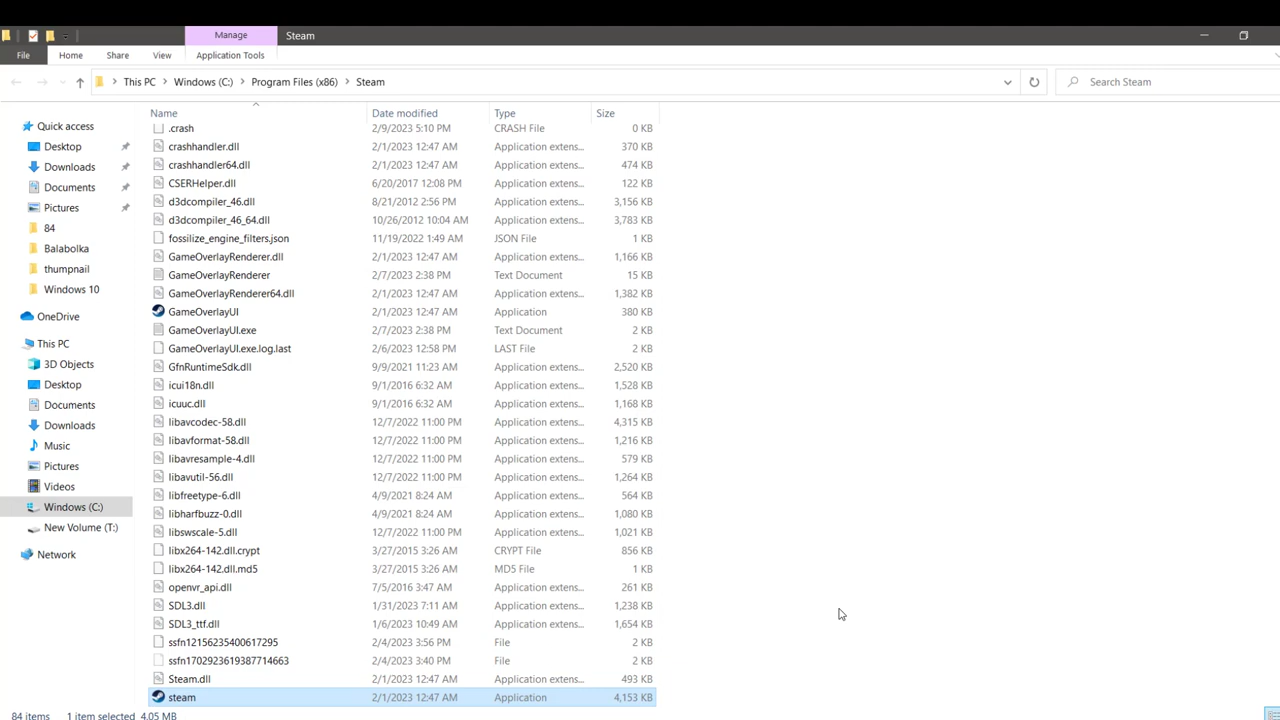 Manage
Steam
File
Home
Share
View
Application Tools
This PC
Windows (C:)
Program Files (x86)
Steam
Search Steam
Name
Date modified
Type
Size
Quick access
Desktop
Downloads
Documents
Pictures
84
Balabolka
thumpnail
Windows 10
OneDrive
This PC
3D Objects
Desktop
Documents
Downloads
Music
Pictures
Videos
Windows (C:)
New Volume (T:)
Network
.crash 2/9/2023 5:10 PM CRASH File 0 KB
crashhandler.dll 2/1/2023 12:47 AM Application extens... 370 KB
crashhandler64.dll 2/1/2023 12:47 AM Application extens... 474 KB
CSERHelper.dll 6/20/2017 12:08 PM Application extens... 122 KB
d3dcompiler_46.dll 8/21/2012 2:56 PM Application extens... 3,156 KB
d3dcompiler_46_64.dll 10/26/2012 10:04 AM Application extens... 3,783 KB
fossilize_engine_filters.json 11/19/2022 1:49 AM JSON File 1 KB
GameOverlayRenderer.dll 2/1/2023 12:47 AM Application extens... 1,166 KB
GameOverlayRenderer 2/7/2023 2:38 PM Text Document 15 KB
GameOverlayRenderer64.dll 2/1/2023 12:47 AM Application extens... 1,382 KB
GameOverlayUI 2/1/2023 12:47 AM Application 380 KB
GameOverlayUI.exe 2/7/2023 2:38 PM Text Document 2 KB
GameOverlayUI.exe.log.last 2/6/2023 12:58 PM LAST File 2 KB
GfnRuntimeSdk.dll 9/9/2021 11:23 AM Application extens... 2,520 KB
icui18n.dll 9/1/2016 6:32 AM Application extens... 1,528 KB
icuuc.dll 9/1/2016 6:32 AM Application extens... 1,168 KB
libavcodec-58.dll 12/7/2022 11:00 PM Application extens... 4,315 KB
libavformat-58.dll 12/7/2022 11:00 PM Application extens... 1,216 KB
libavresample-4.dll 12/7/2022 11:00 PM Application extens... 579 KB
libavutil-56.dll 12/7/2022 11:00 PM Application extens... 1,264 KB
libfreetype-6.dll 4/9/2021 8:24 AM Application extens... 564 KB
libharfbuzz-0.dll 4/9/2021 8:24 AM Application extens... 1,080 KB
libswscale-5.dll 12/7/2022 11:00 PM Application extens... 1,021 KB
libx264-142.dll.crypt 3/27/2015 3:26 AM CRYPT File 856 KB
libx264-142.dll.md5 3/27/2015 3:26 AM MD5 File 1 KB
openvr_api.dll 7/5/2016 3:47 AM Application extens... 261 KB
SDL3.dll 1/31/2023 7:11 AM Application extens... 1,238 KB
SDL3_ttf.dll 1/6/2023 10:49 AM Application extens... 1,654 KB
ssfn12156235400617295 2/4/2023 3:56 PM File 2 KB
ssfn1702923619387714663 2/4/2023 3:40 PM File 2 KB
Steam.dll 2/1/2023 12:47 AM Application extens... 493 KB
steam 2/1/2023 12:47 AM Application 4,153 KB
84 items 1 item selected 4.05 MB